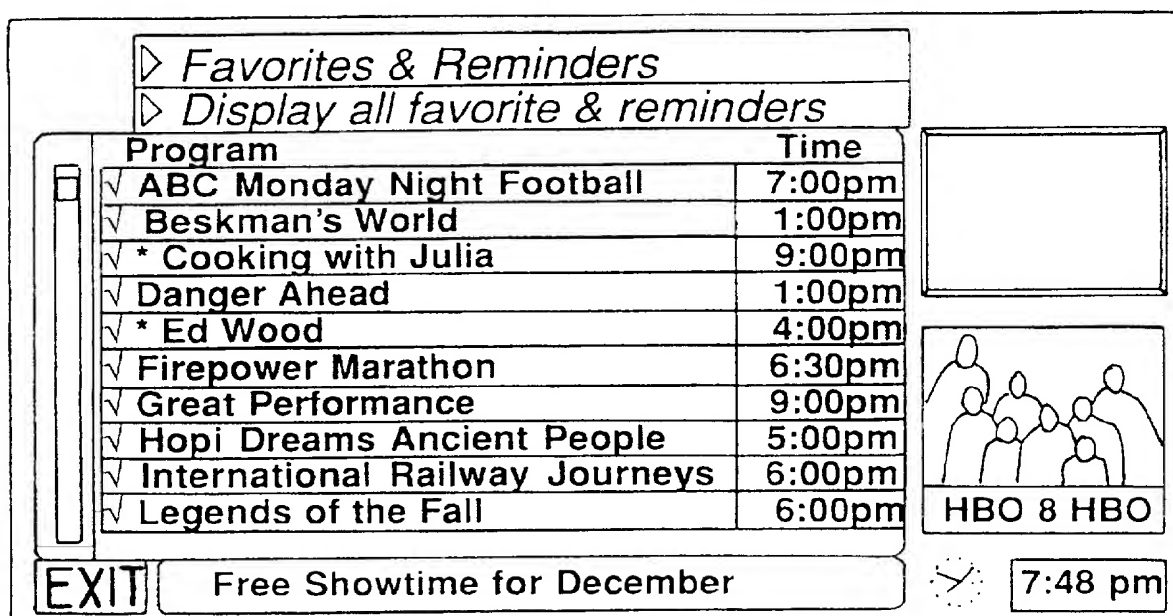 ▷ Favorites & Reminders
▷ Display all favorite & reminders
Program Time
√ ABC Monday Night Football 7:00pm
√ Beskman's World 1:00pm
√ * Cooking with Julia 9:00pm
√ Danger Ahead 1:00pm
√ * Ed Wood 4:00pm
√ Firepower Marathon 6:30pm
√ Great Performance 9:00pm
√ Hopi Dreams Ancient People 5:00pm
√ International Railway Journeys 6:00pm
√ Legends of the Fall 6:00pm
HBO 8 HBO
EXIT Free Showtime for December 7:48 pm